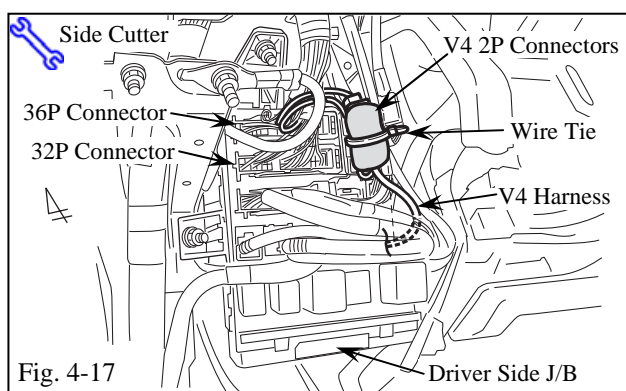 Side Cutter
V4 2P Connectors
36P Connector
Wire Tie
32P Connector
V4 Harness
Fig. 4-17
Driver Side J/B